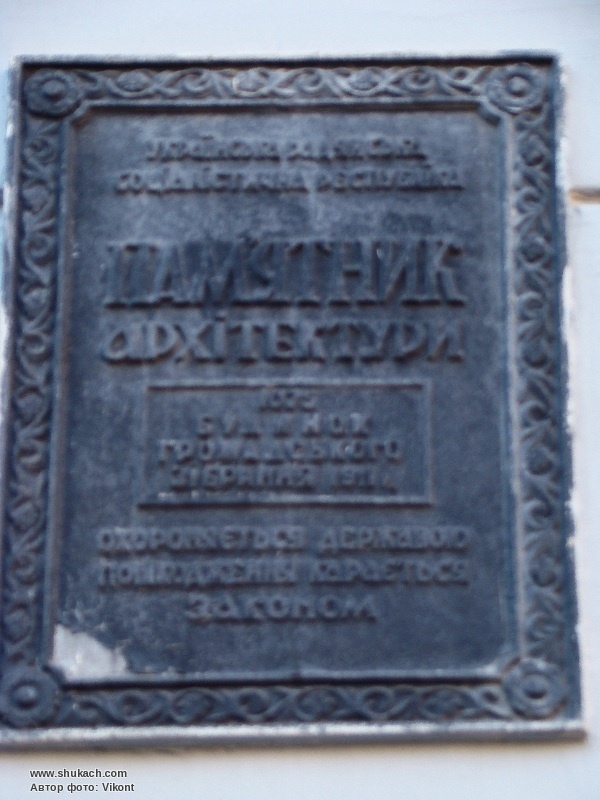 Українська радянська
соціалістична республіка
ПАМ'ЯТНИК
архітектури
БУДИНОК
ГРОМАДСЬКОГО
ЗІБРАННЯ
ОХОРОНЯЄТЬСЯ ДЕРЖАВОЮ
ПОШКОДЖЕННЯ КАРАЄТЬСЯ
ЗАКОНОМ
www.shukach.com
Автор фото: Vikont